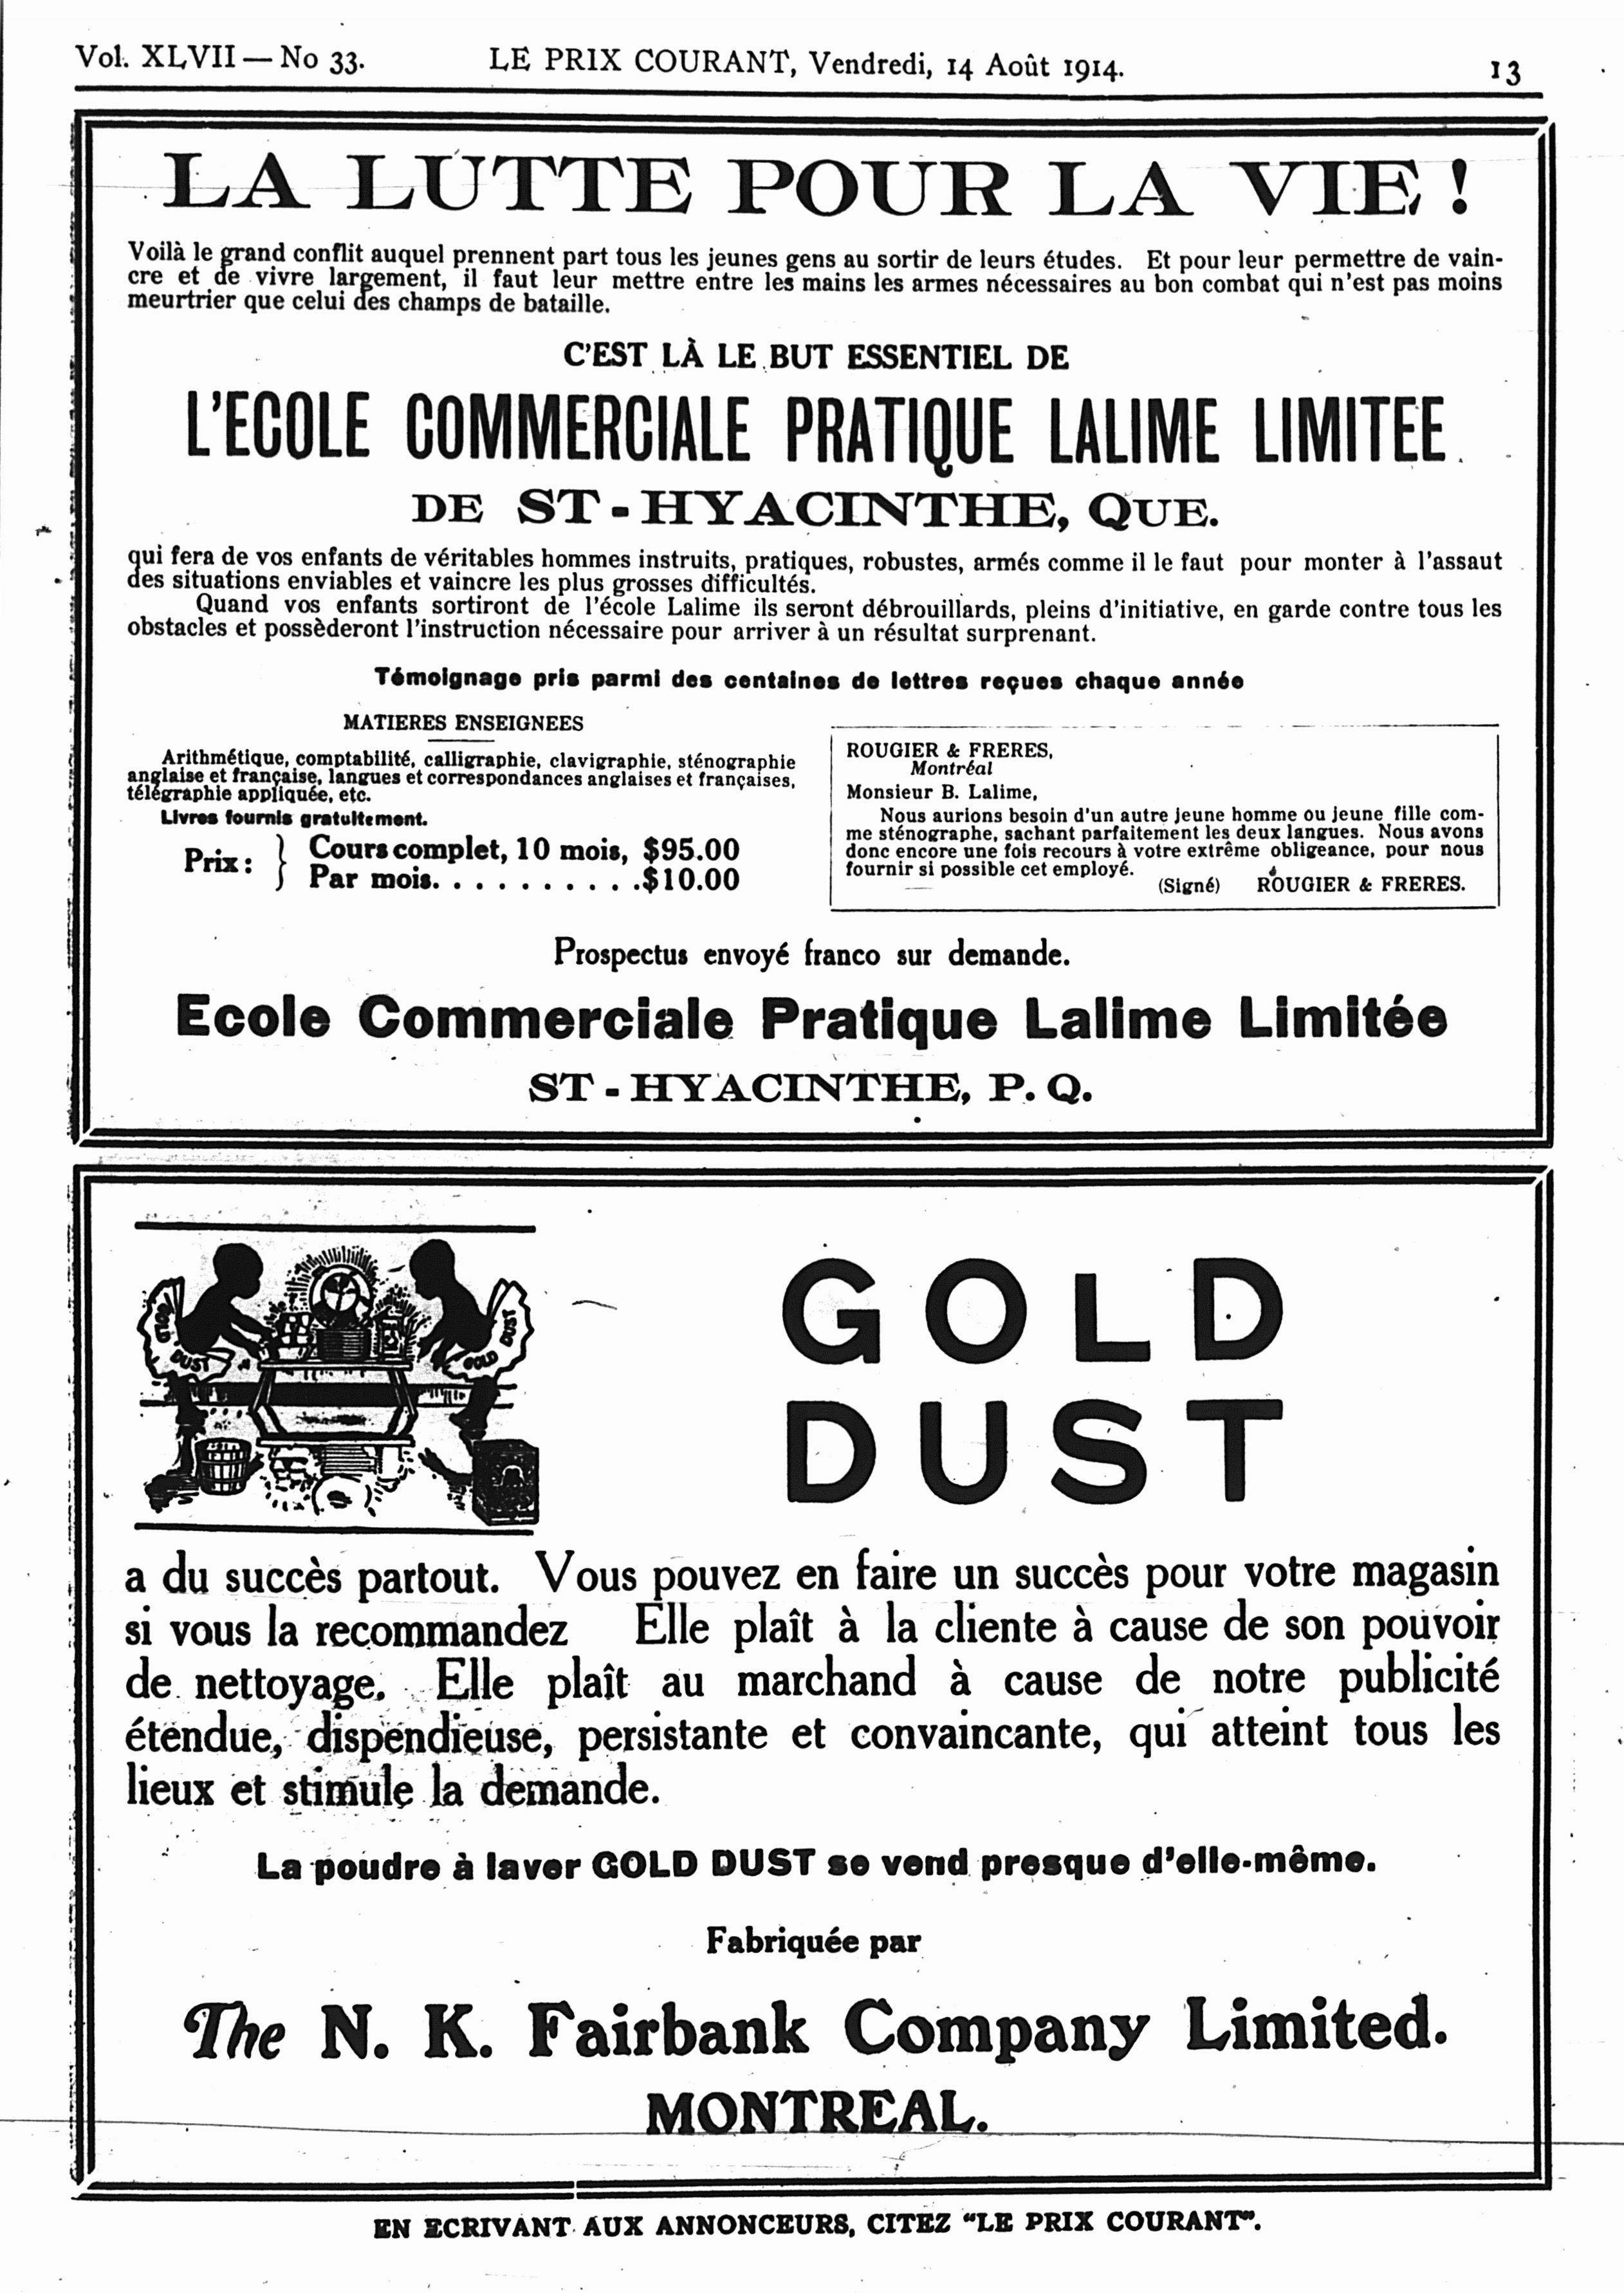 Vol. XLVII — No 33. LE PRIX COURANT, Vendredi, 14 Août 1914. 13
LA LUTTE POUR LA VIE !
Voilà le grand conflit auquel prennent part tous les jeunes gens au sortir de leurs études. Et pour leur permettre de vain-
cre et de vivre largement, il faut leur mettre entre les mains les armes nécessaires au bon combat qui n'est pas moins
meurtrier que celui des champs de bataille.
C'EST LÀ LE BUT ESSENTIEL DE
L'ECOLE COMMERCIALE PRATIQUE LALIME LIMITEE
DE ST-HYACINTHE, QUE.
qui fera de vos enfants de véritables hommes instruits, pratiques, robustes, armés comme il le faut pour monter à l'assaut
des situations enviables et vaincre les plus grosses difficultés.
Quand vos enfants sortiront de l'école Lalime ils seront débrouillards, pleins d'initiative, en garde contre tous les
obstacles et possèderont l'instruction nécessaire pour arriver à un résultat surprenant.
Témoignage pris parmi des centaines de lettres reçues chaque année
MATIERES ENSEIGNEES
Arithmétique, comptabilité, calligraphie, clavigraphie, sténographie
anglaise et française, langues et correspondances anglaises et françaises,
télégraphie appliquée, etc.
Livres fournis gratuitement.
Prix : } Cours complet, 10 mois, $95.00
Par mois. . . . . . . . . . .$10.00
ROUGIER & FRERES,
Montréal
Monsieur B. Lalime,
Nous aurions besoin d'un autre jeune homme ou jeune fille com-
me sténographe, sachant parfaitement les deux langues. Nous avons
donc encore une fois recours à votre extrême obligeance, pour nous
fournir si possible cet employé.
(Signé) ROUGIER & FRERES.
Prospectus envoyé franco sur demande.
Ecole Commerciale Pratique Lalime Limitée
ST-HYACINTHE, P. Q.
GOLD
DUST
GOLD
DUST
GOLD
DUST
a du succès partout. Vous pouvez en faire un succès pour votre magasin
si vous la recommandez Elle plaît à la cliente à cause de son pouvoir
de nettoyage. Elle plaît au marchand à cause de notre publicité
étendue, dispendieuse, persistante et convaincante, qui atteint tous les
lieux et stimule la demande.
La poudre à laver GOLD DUST se vend presque d'elle-même.
Fabriquée par
The N. K. Fairbank Company Limited.
MONTREAL.
EN ECRIVANT AUX ANNONCEURS, CITEZ "LE PRIX COURANT".